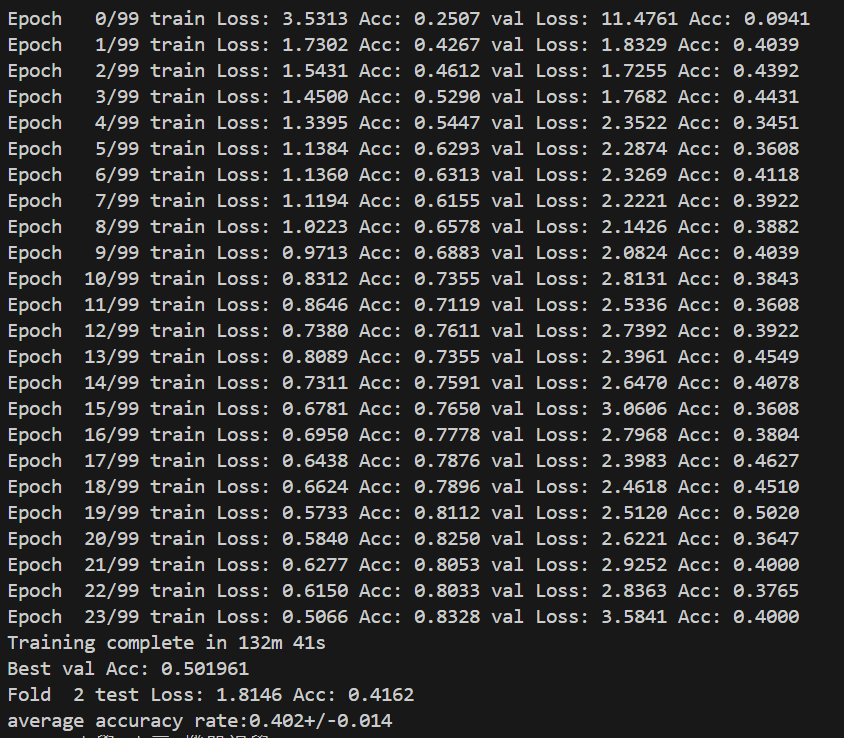 Epoch   0/99 train Loss: 3.5313 Acc: 0.2507 val Loss: 11.4761 Acc: 0.0941
Epoch   1/99 train Loss: 1.7302 Acc: 0.4267 val Loss: 1.8329 Acc: 0.4039
Epoch   2/99 train Loss: 1.5431 Acc: 0.4612 val Loss: 1.7255 Acc: 0.4392
Epoch   3/99 train Loss: 1.4500 Acc: 0.5290 val Loss: 1.7682 Acc: 0.4431
Epoch   4/99 train Loss: 1.3395 Acc: 0.5447 val Loss: 2.3522 Acc: 0.3451
Epoch   5/99 train Loss: 1.1384 Acc: 0.6293 val Loss: 2.2874 Acc: 0.3608
Epoch   6/99 train Loss: 1.1360 Acc: 0.6313 val Loss: 2.3269 Acc: 0.4118
Epoch   7/99 train Loss: 1.1194 Acc: 0.6155 val Loss: 2.2221 Acc: 0.3922
Epoch   8/99 train Loss: 1.0223 Acc: 0.6578 val Loss: 2.1426 Acc: 0.3882
Epoch   9/99 train Loss: 0.9713 Acc: 0.6883 val Loss: 2.0824 Acc: 0.4039
Epoch  10/99 train Loss: 0.8312 Acc: 0.7355 val Loss: 2.8131 Acc: 0.3843
Epoch  11/99 train Loss: 0.8646 Acc: 0.7119 val Loss: 2.5336 Acc: 0.3608
Epoch  12/99 train Loss: 0.7380 Acc: 0.7611 val Loss: 2.7392 Acc: 0.3922
Epoch  13/99 train Loss: 0.8089 Acc: 0.7355 val Loss: 2.3961 Acc: 0.4549
Epoch  14/99 train Loss: 0.7311 Acc: 0.7591 val Loss: 2.6470 Acc: 0.4078
Epoch  15/99 train Loss: 0.6781 Acc: 0.7650 val Loss: 3.0606 Acc: 0.3608
Epoch  16/99 train Loss: 0.6950 Acc: 0.7778 val Loss: 2.7968 Acc: 0.3804
Epoch  17/99 train Loss: 0.6438 Acc: 0.7876 val Loss: 2.3983 Acc: 0.4627
Epoch  18/99 train Loss: 0.6624 Acc: 0.7896 val Loss: 2.4618 Acc: 0.4510
Epoch  19/99 train Loss: 0.5733 Acc: 0.8112 val Loss: 2.5120 Acc: 0.5020
Epoch  20/99 train Loss: 0.5840 Acc: 0.8250 val Loss: 2.6221 Acc: 0.3647
Epoch  21/99 train Loss: 0.6277 Acc: 0.8053 val Loss: 2.9252 Acc: 0.4000
Epoch  22/99 train Loss: 0.6150 Acc: 0.8033 val Loss: 2.8363 Acc: 0.3765
Epoch  23/99 train Loss: 0.5066 Acc: 0.8328 val Loss: 3.5841 Acc: 0.4000
Training complete in 132m 41s
Best val Acc: 0.501961
Fold  2 test Loss: 1.8146 Acc: 0.4162
average accuracy rate:0.402+/-0.014